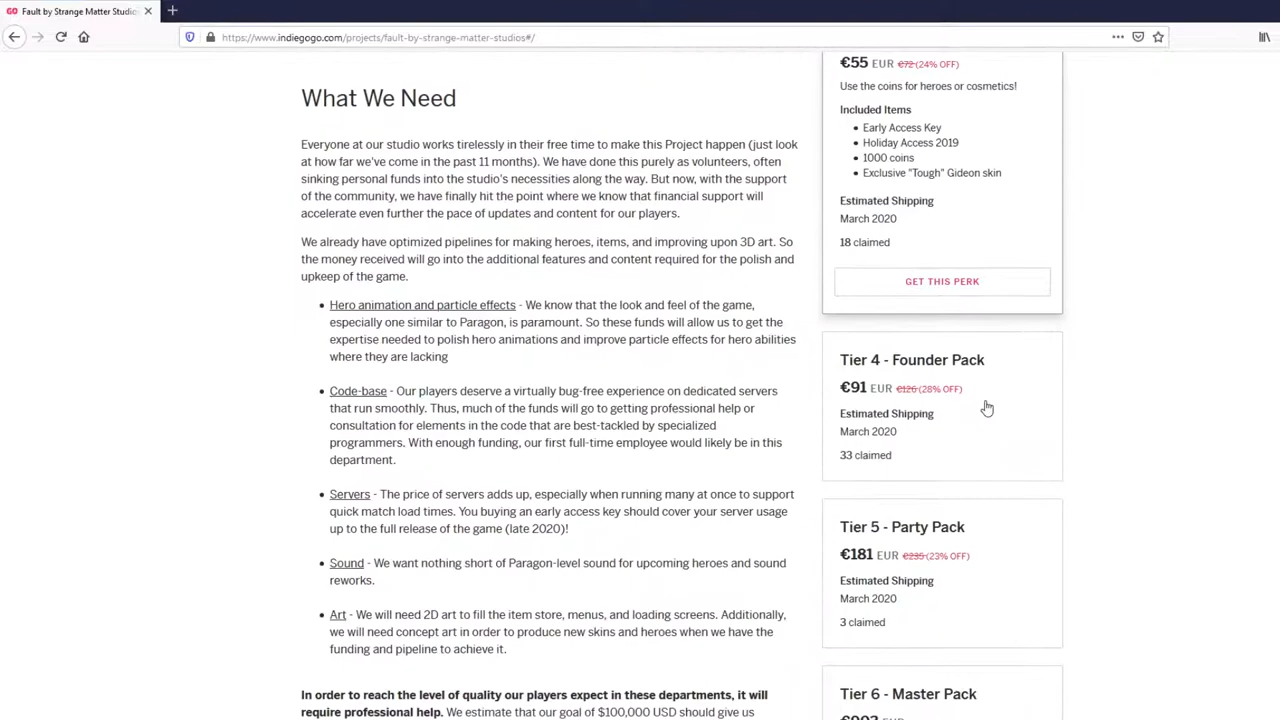 GO Fault by Strange Matter Studios
https://www.indiegogo.com/projects/fault-by-strange-matter-studios#/
What We Need
Everyone at our studio works tirelessly in their free time to make this Project happen (just look
at how far we've come in the past 11 months). We have done this purely as volunteers, often
sinking personal funds into the studio's necessities along the way. But now, with the support
of the community, we have finally hit the point where we know that financial support will
accelerate even further the pace of updates and content for our players.
We already have optimized pipelines for making heroes, items, and improving upon 3D art. So
the money received will go into the additional features and content required for the polish and
upkeep of the game.
• Hero animation and particle effects - We know that the look and feel of the game,
especially one similar to Paragon, is paramount. So these funds will allow us to get the
expertise needed to polish hero animations and improve particle effects for hero abilities
where they are lacking
• Code-base - Our players deserve a virtually bug-free experience on dedicated servers
that run smoothly. Thus, much of the funds will go to getting professional help or
consultation for elements in the code that are best-tackled by specialized
programmers. With enough funding, our first full-time employee would likely be in this
department.
• Servers - The price of servers adds up, especially when running many at once to support
quick match load times. You buying an early access key should cover your server usage
up to the full release of the game (late 2020)!
• Sound - We want nothing short of Paragon-level sound for upcoming heroes and sound
reworks.
• Art - We will need 2D art to fill the item store, menus, and loading screens. Additionally,
we will need concept art in order to produce new skins and heroes when we have the
funding and pipeline to achieve it.
In order to reach the level of quality our players expect in these departments, it will
require professional help. We estimate that our goal of $100,000 USD should give us
€55 EUR €72 (24% OFF)
Use the coins for heroes or cosmetics!
Included Items
• Early Access Key
• Holiday Access 2019
• 1000 coins
• Exclusive "Tough" Gideon skin
Estimated Shipping
March 2020
18 claimed
GET THIS PERK
Tier 4 - Founder Pack
€91 EUR €126 (28% OFF)
Estimated Shipping
March 2020
33 claimed
Tier 5 - Party Pack
€181 EUR €235 (23% OFF)
Estimated Shipping
March 2020
3 claimed
Tier 6 - Master Pack